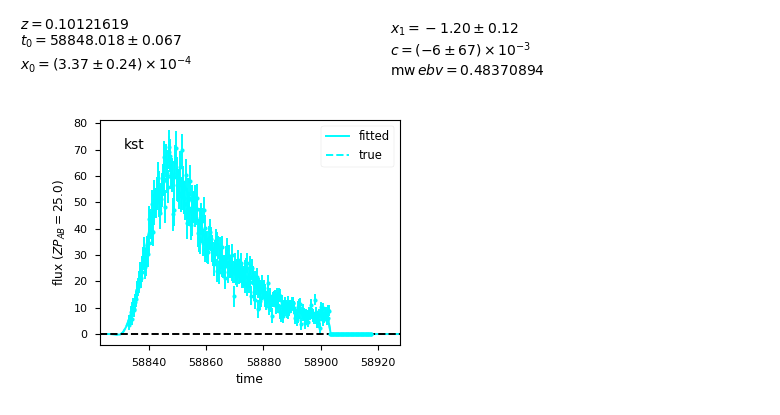 z = 0.10121619
t₀ = 58848.018 ± 0.067
x₀ = (3.37 ± 0.24) × 10⁻⁴
x₁ = −1.20 ± 0.12
c = (−6 ± 67) × 10⁻³
mw ebv = 0.48370894
kst
fitted
true
80
70
60
50
40
30
20
10
0
flux (ZP_AB = 25.0)
58840 58860 58880 58900 58920
time